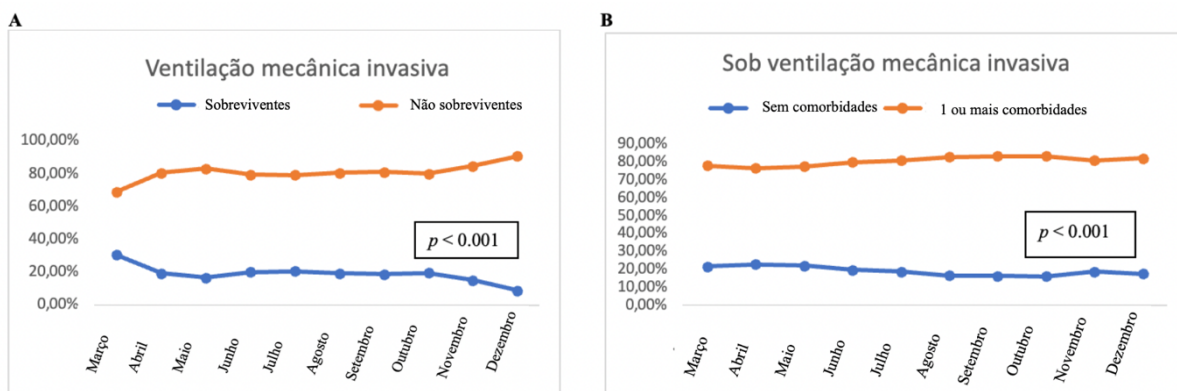 A
Ventilação mecânica invasiva
Sobreviventes
Não sobreviventes
100,00%
80,00%
60,00%
40,00%
20,00%
0,00%
p < 0.001
Março
Abril
Maio
Junho
Julho
Agosto
Setembro
Outubro
Novembro
Dezembro
B
Sob ventilação mecânica invasiva
Sem comorbidades
1 ou mais comorbidades
90,00%
80,00%
70,00%
60,00%
50,00%
40,00%
30,00%
20,00%
10,00%
0,00%
p < 0.001
Março
Abril
Maio
Junho
Julho
Agosto
Setembro
Outubro
Novembro
Dezembro